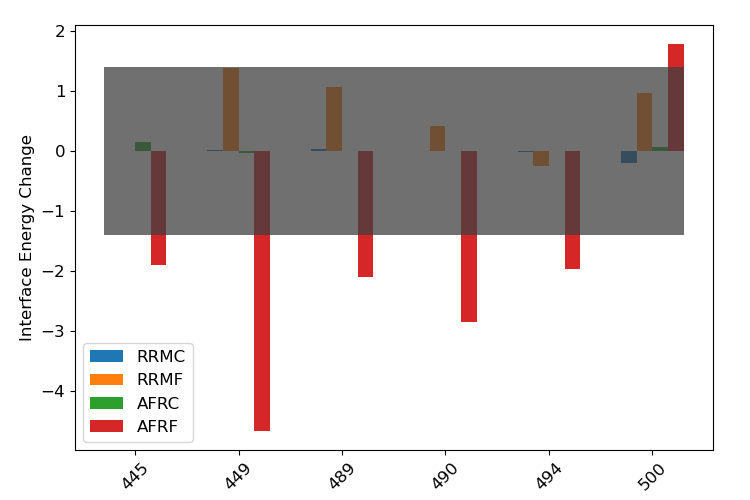 2
1
0
−1
−2
−3
−4
Interface Energy Change
RRMC
RRMF
AFRC
AFRF
445
449
489
490
494
500